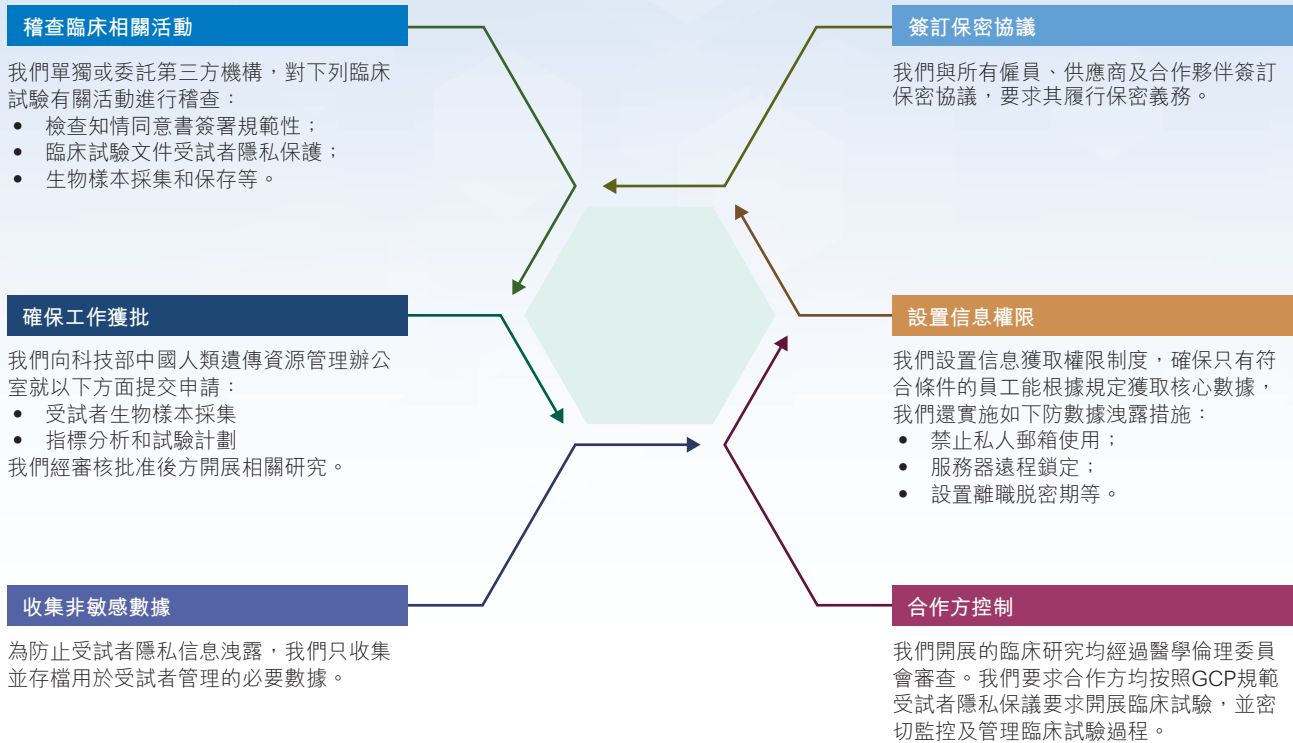 稽查臨床相關活動
我們單獨或委託第三方機構，對下列臨床
試驗有關活動進行稽查：
• 檢查知情同意書簽署規範性；
• 臨床試驗文件受試者隱私保護；
• 生物樣本採集和保存等。
確保工作獲批
我們向科技部中國人類遺傳資源管理辦公
室就以下方面提交申請：
• 受試者生物樣本採集
• 指標分析和試驗計劃
我們經審核批准後方開展相關研究。
收集非敏感數據
為防止受試者隱私信息洩露，我們只收集
並存檔用於受試者管理的必要數據。
簽訂保密協議
我們與所有僱員、供應商及合作夥伴簽訂
保密協議，要求其履行保密義務。
設置信息權限
我們設置信息獲取權限制度，確保只有符
合條件的員工能根據規定獲取核心數據，
我們還實施如下防數據洩露措施：
• 禁止私人郵箱使用；
• 服務器遠程鎖定；
• 設置離職脱密期等。
合作方控制
我們開展的臨床研究均經過醫學倫理委員
會審查。我們要求合作方均按照GCP規範
受試者隱私保議要求開展臨床試驗，並密
切監控及管理臨床試驗過程。